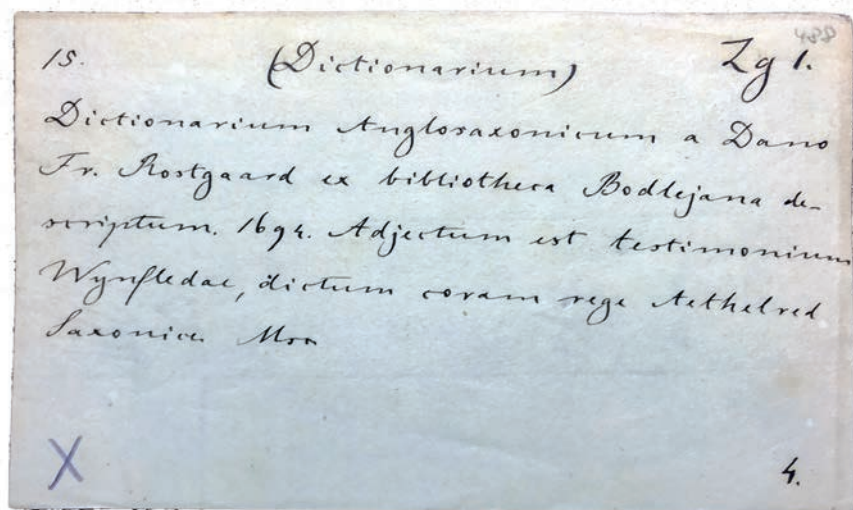 488
15. (Dictionarium) Zg 1.
Dictionarium Anglosaxonicum a Dano
Fr. Rostgaard ex bibliotheca Bodlejana de-
scriptum. 1694. Adjectum est testimonium
Wynfledae, dictum coram rege Aethelred
Saxonice.
X 4.